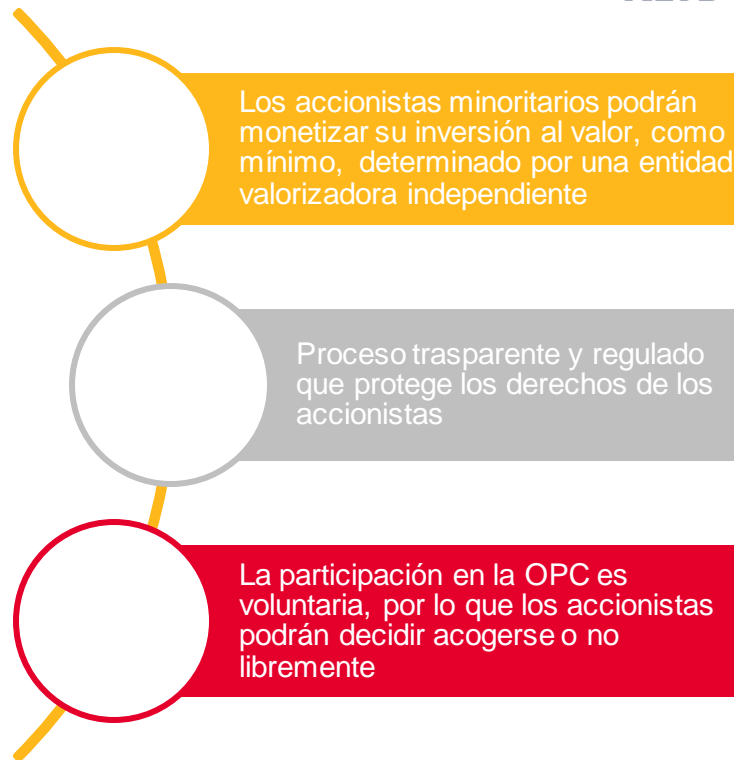 Los accionistas minoritarios podrán
monetizar su inversión al valor, como
mínimo, determinado por una entidad
valorizadora independiente
Proceso trasparente y regulado
que protege los derechos de los
accionistas
La participación en la OPC es
voluntaria, por lo que los accionistas
podrán decidir acogerse o no
libremente